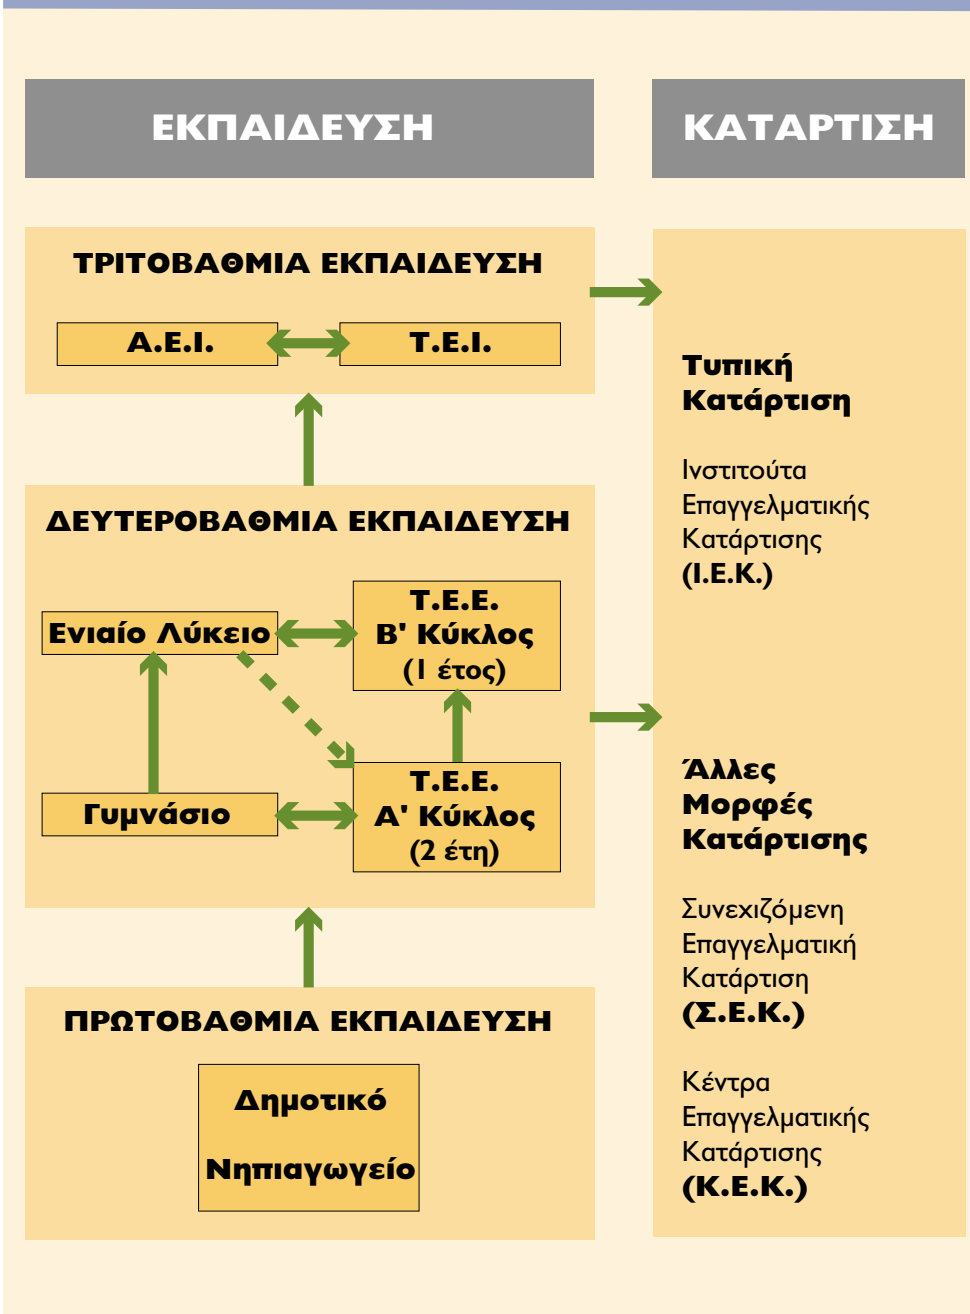 ΕΚΠΑΙΔΕΥΣΗ
ΤΡΙΤΟΒΑΘΜΙΑ ΕΚΠΑΙΔΕΥΣΗ
Α.Ε.Ι.
Τ.Ε.Ι.
ΔΕΥΤΕΡΟΒΑΘΜΙΑ ΕΚΠΑΙΔΕΥΣΗ
Ενιαίο Λύκειο
Τ.Ε.Ε.
Β' Κύκλος
(1 έτος)
Γυμνάσιο
Τ.Ε.Ε.
Α' Κύκλος
(2 έτη)
ΠΡΩΤΟΒΑΘΜΙΑ ΕΚΠΑΙΔΕΥΣΗ
Δημοτικό
Νηπιαγωγείο
ΚΑΤΑΡΤΙΣΗ
Τυπική
Κατάρτιση
Ινστιτούτα
Επαγγελματικής
Κατάρτισης
(Ι.Ε.Κ.)
Άλλες
Μορφές
Κατάρτισης
Συνεχιζόμενη
Επαγγελματική
Κατάρτιση
(Σ.Ε.Κ.)
Κέντρα
Επαγγελματικής
Κατάρτισης
(Κ.Ε.Κ.)